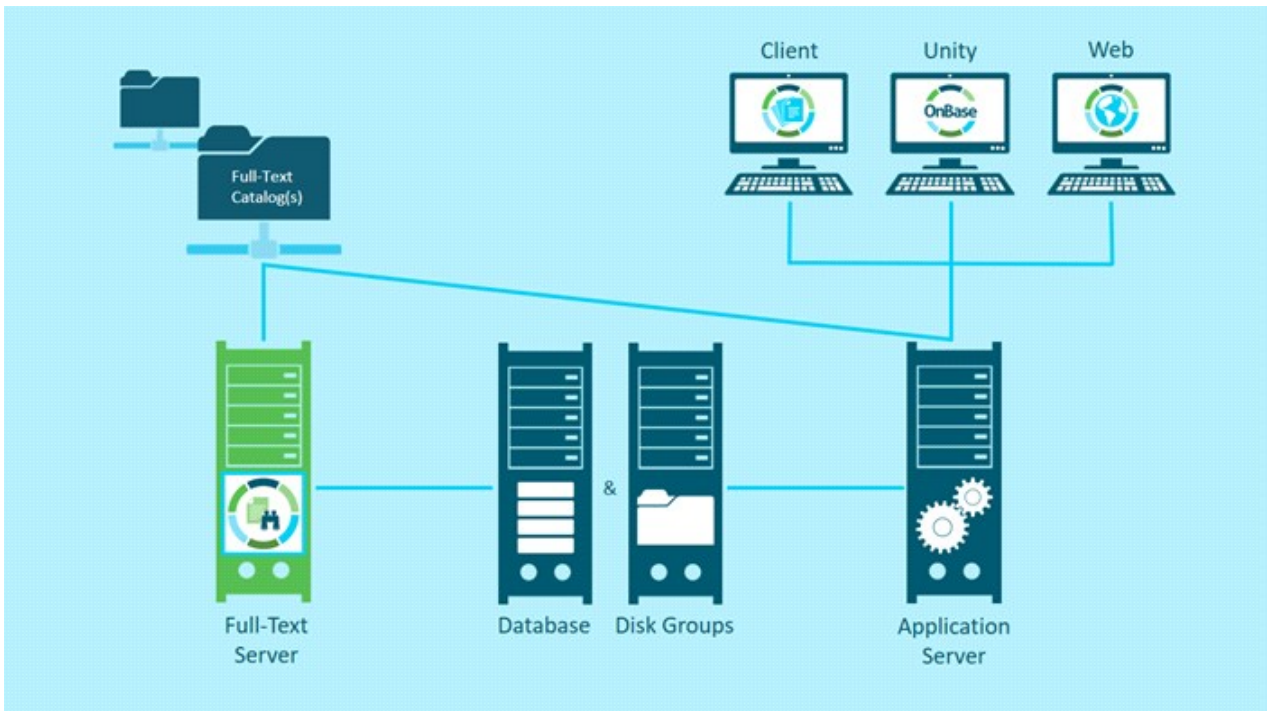 Client
Unity
Web
OnBase
Full-Text
Catalog(s)
&
Full-Text
Server
Database
Disk Groups
Application
Server